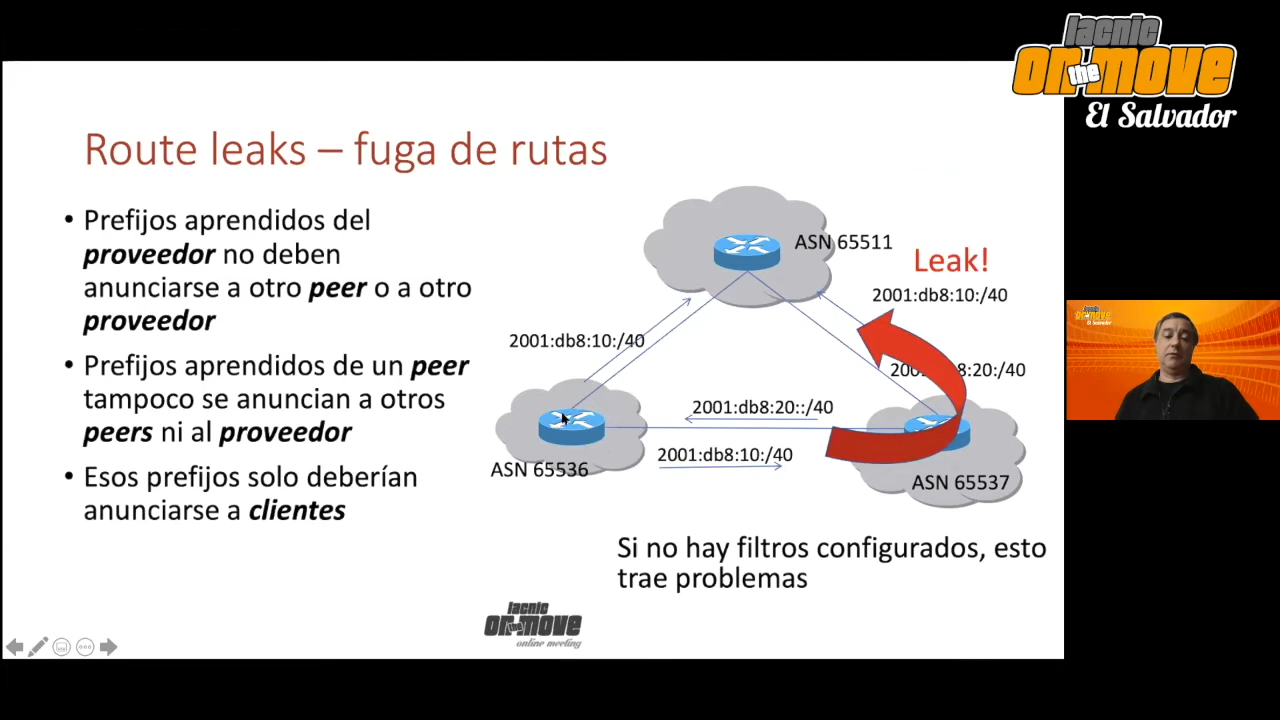 lacnic
on the move
El Salvador
Route leaks – fuga de rutas
• Prefijos aprendidos del
proveedor no deben
anunciarse a otro peer o a otro
proveedor
• Prefijos aprendidos de un peer
tampoco se anuncian a otros
peers ni al proveedor
• Esos prefijos solo deberían
anunciarse a clientes
ASN 65511
Leak!
2001:db8:10:/40
2001:db8:10:/40
8:20:/40
2001:db8:20::/40
2001:db8:10:/40
ASN 65536
ASN 65537
Si no hay filtros configurados, esto
trae problemas
lacnic
on the move
online meeting